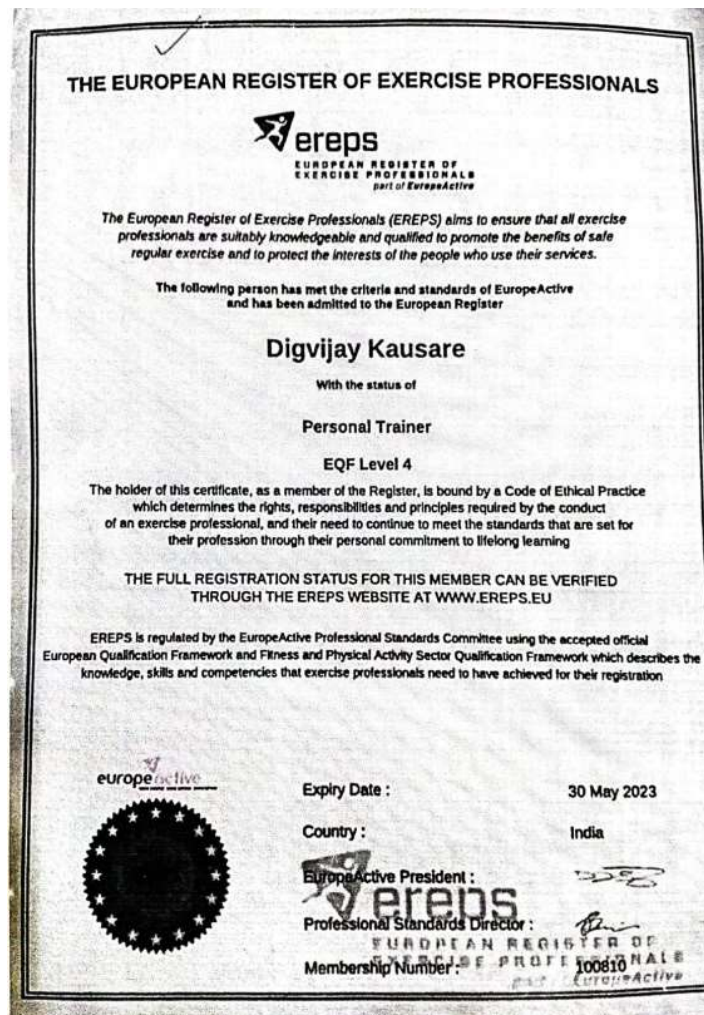 THE EUROPEAN REGISTER OF EXERCISE PROFESSIONALS
ereps
EUROPEAN REGISTER OF
EXERCISE PROFESSIONALS
part of EuropeActive
The European Register of Exercise Professionals (EREPS) aims to ensure that all exercise
professionals are suitably knowledgeable and qualified to promote the benefits of safe
regular exercise and to protect the interests of the people who use their services.
The following person has met the criteria and standards of EuropeActive
and has been admitted to the European Register
Digvijay Kausare
With the status of
Personal Trainer
EQF Level 4
The holder of this certificate, as a member of the Register, is bound by a Code of Ethical Practice
which determines the rights, responsibilities and principles required by the conduct
of an exercise professional, and their need to continue to meet the standards that are set for
their profession through their personal commitment to lifelong learning
THE FULL REGISTRATION STATUS FOR THIS MEMBER CAN BE VERIFIED
THROUGH THE EREPS WEBSITE AT WWW.EREPS.EU
EREPS is regulated by the EuropeActive Professional Standards Committee using the accepted official
European Qualification Framework and Fitness and Physical Activity Sector Qualification Framework which describes the
knowledge, skills and competencies that exercise professionals need to have achieved for their registration
europeactive
Expiry Date : 30 May 2023
Country : India
EuropeActive President :
ereps
Professional Standards Director :
EUROPEAN REGISTER OF
EXERCISE PROFESSIONALS
Membership Number : 100810
part of EuropeActive